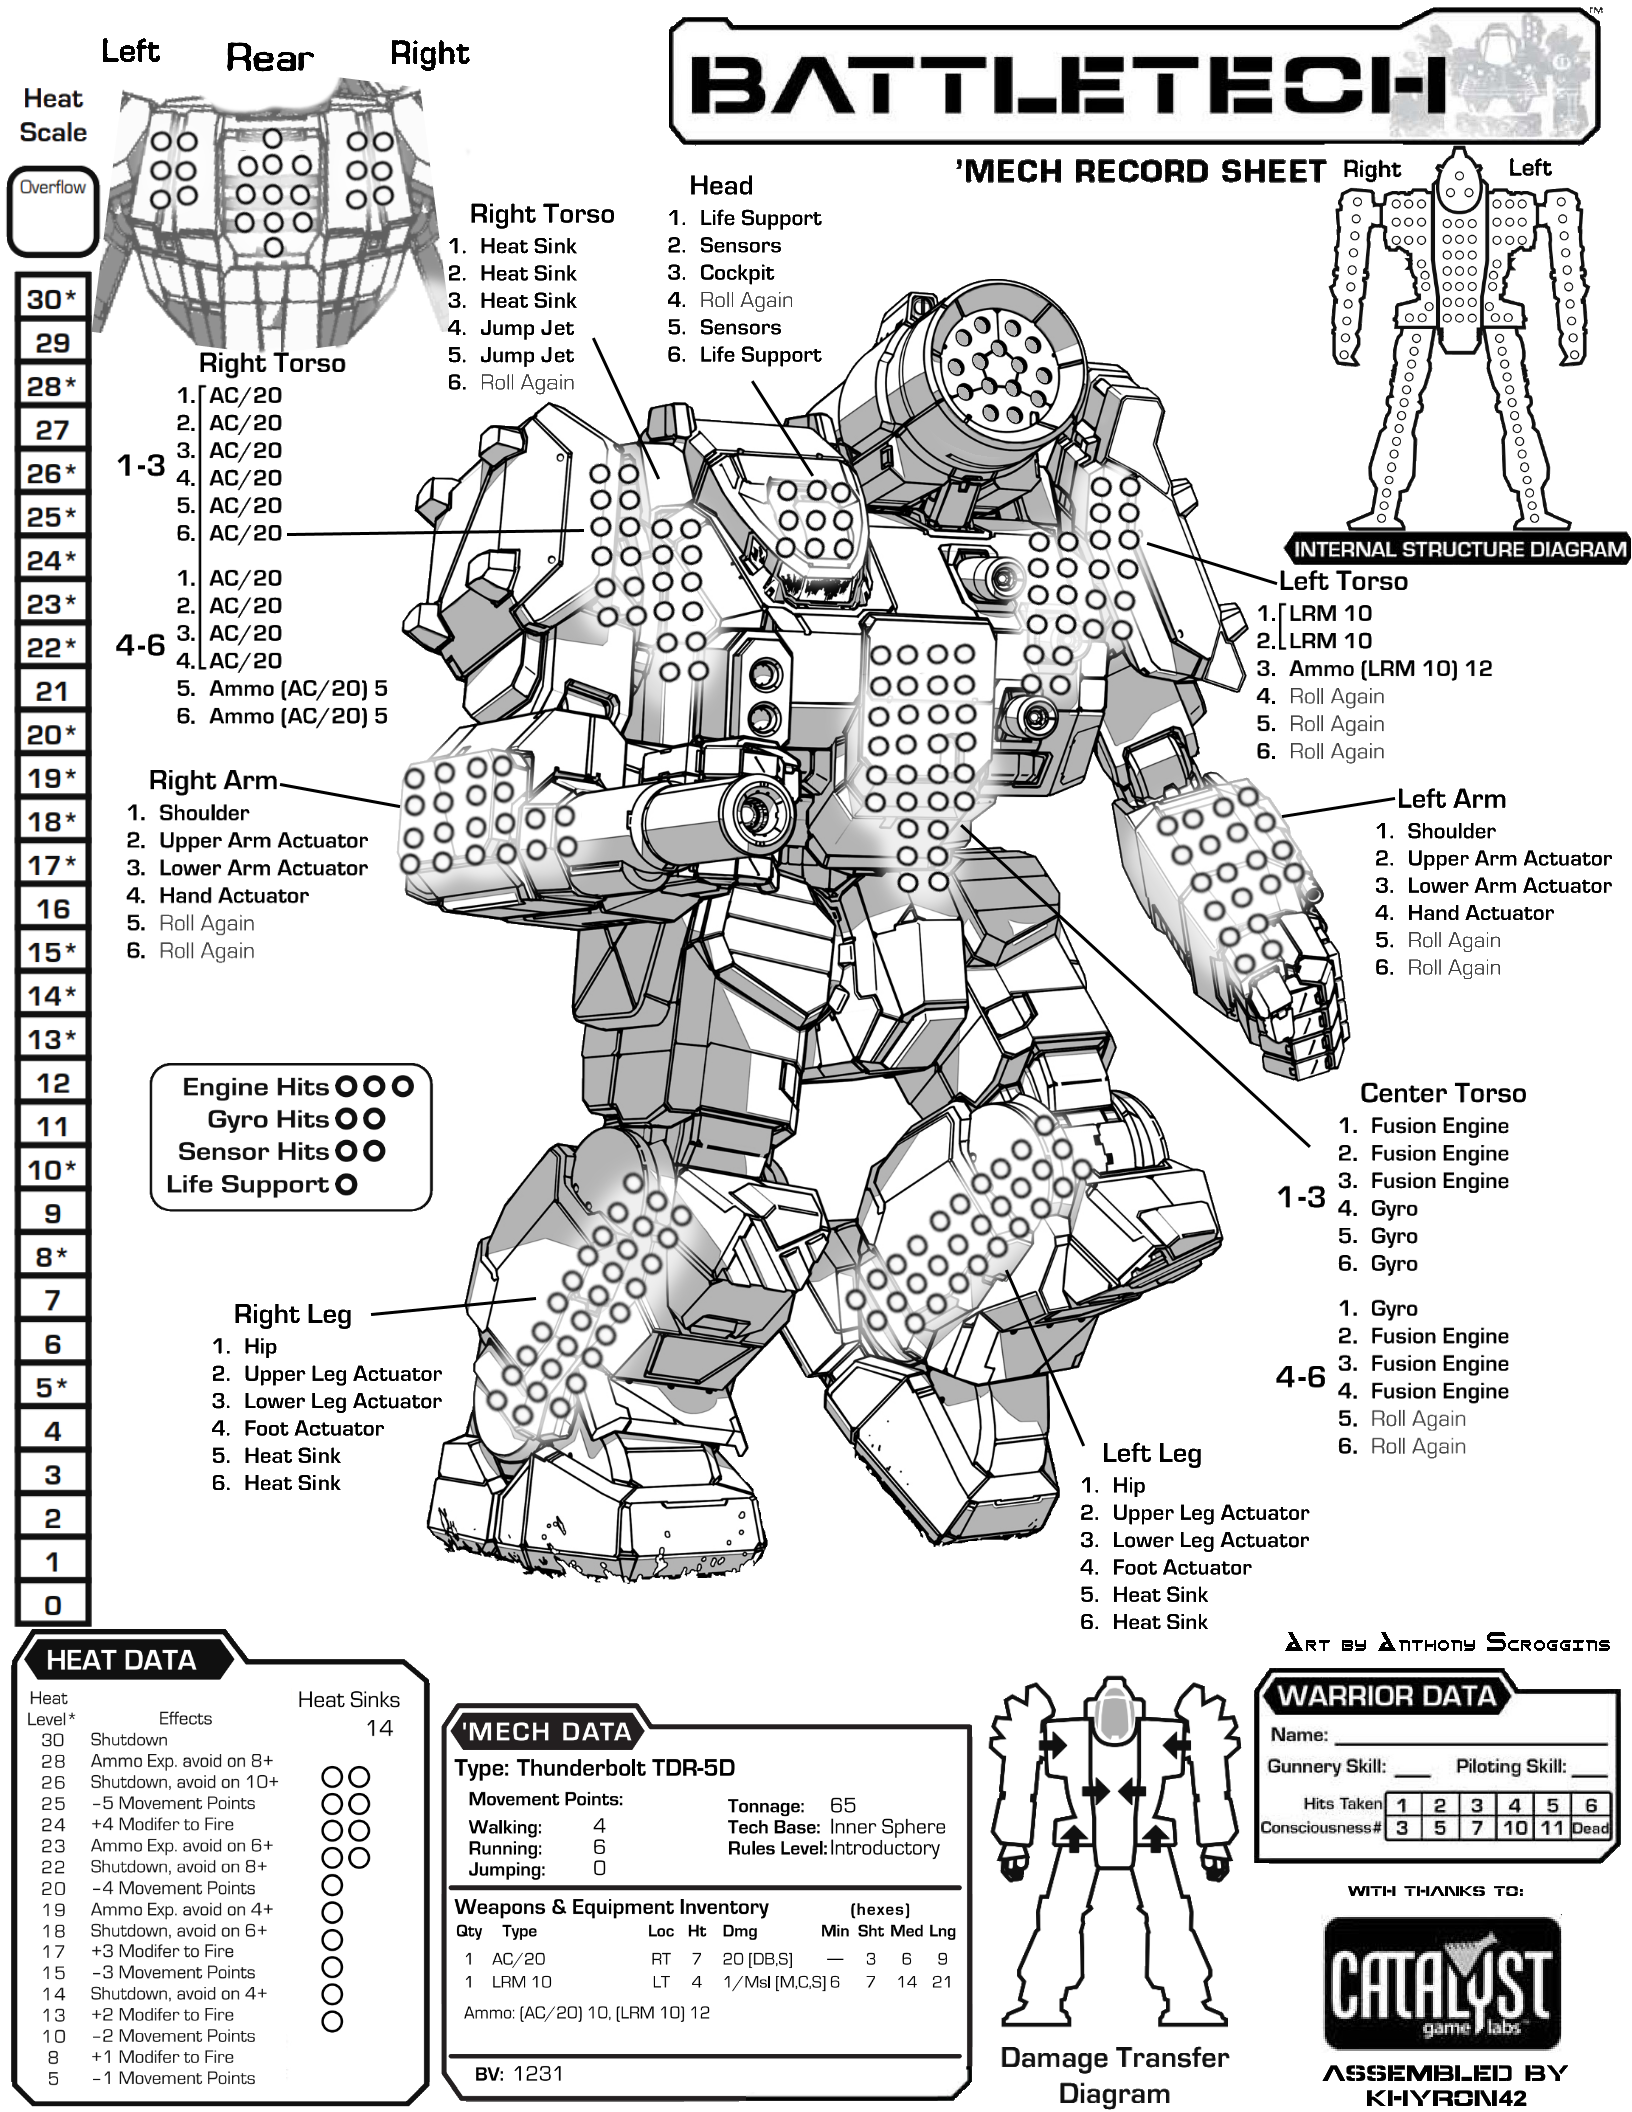 Left Rear Right
BATTLETECH
TM
'MECH RECORD SHEET
Heat
Scale
Overflow
30*
29
28*
27
26*
25*
24*
23*
22*
21
20*
19*
18*
17*
16
15*
14*
13*
12
11
10*
9
8*
7
6
5*
4
3
2
1
0
Right Torso
1. Heat Sink
2. Heat Sink
3. Heat Sink
4. Jump Jet
5. Jump Jet
6. Roll Again
Head
1. Life Support
2. Sensors
3. Cockpit
4. Roll Again
5. Sensors
6. Life Support
Right Left
INTERNAL STRUCTURE DIAGRAM
Right Torso
1-3
1. AC/20
2. AC/20
3. AC/20
4. AC/20
5. AC/20
6. AC/20
4-6
1. AC/20
2. AC/20
3. AC/20
4. AC/20
5. Ammo (AC/20) 5
6. Ammo (AC/20) 5
Left Torso
1. LRM 10
2. LRM 10
3. Ammo (LRM 10) 12
4. Roll Again
5. Roll Again
6. Roll Again
Right Arm
1. Shoulder
2. Upper Arm Actuator
3. Lower Arm Actuator
4. Hand Actuator
5. Roll Again
6. Roll Again
Left Arm
1. Shoulder
2. Upper Arm Actuator
3. Lower Arm Actuator
4. Hand Actuator
5. Roll Again
6. Roll Again
Engine Hits
Gyro Hits
Sensor Hits
Life Support
Center Torso
1-3
1. Fusion Engine
2. Fusion Engine
3. Fusion Engine
4. Gyro
5. Gyro
6. Gyro
4-6
1. Gyro
2. Fusion Engine
3. Fusion Engine
4. Fusion Engine
5. Roll Again
6. Roll Again
Right Leg
1. Hip
2. Upper Leg Actuator
3. Lower Leg Actuator
4. Foot Actuator
5. Heat Sink
6. Heat Sink
Left Leg
1. Hip
2. Upper Leg Actuator
3. Lower Leg Actuator
4. Foot Actuator
5. Heat Sink
6. Heat Sink
Art by Anthony Scroggins
HEAT DATA
Heat
Level* Effects
Heat Sinks
14
30 Shutdown
28 Ammo Exp. avoid on 8+
26 Shutdown, avoid on 10+
25 -5 Movement Points
24 +4 Modifer to Fire
23 Ammo Exp. avoid on 6+
22 Shutdown, avoid on 8+
20 -4 Movement Points
19 Ammo Exp. avoid on 4+
18 Shutdown, avoid on 6+
17 +3 Modifer to Fire
15 -3 Movement Points
14 Shutdown, avoid on 4+
13 +2 Modifer to Fire
10 -2 Movement Points
8 +1 Modifer to Fire
5 -1 Movement Points
'MECH DATA
Type: Thunderbolt TDR-5D
Movement Points:
Walking: 4
Running: 6
Jumping: 0
Tonnage: 65
Tech Base: Inner Sphere
Rules Level: Introductory
Weapons & Equipment Inventory (hexes)
Qty Type Loc Ht Dmg Min Sht Med Lng
1 AC/20 RT 7 20 [DB,S] — 3 6 9
1 LRM 10 LT 4 1/Msl [M,C,S] 6 7 14 21
Ammo: (AC/20) 10, (LRM 10) 12
BV: 1231
Damage Transfer
Diagram
WARRIOR DATA
Name:
Gunnery Skill: Piloting Skill:
Hits Taken 1 2 3 4 5 6
Consciousness# 3 5 7 10 11 Dead
WITH THANKS TO:
CATALYST
game labs
ASSEMBLED BY
KHYRON42